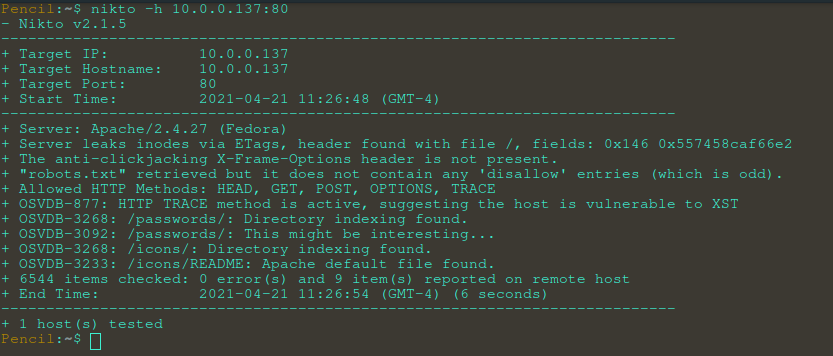 Pencil:~$ nikto -h 10.0.0.137:80
- Nikto v2.1.5
---------------------------------------------------------------------------
+ Target IP:          10.0.0.137
+ Target Hostname:    10.0.0.137
+ Target Port:        80
+ Start Time:         2021-04-21 11:26:48 (GMT-4)
---------------------------------------------------------------------------
+ Server: Apache/2.4.27 (Fedora)
+ Server leaks inodes via ETags, header found with file /, fields: 0x146 0x557458caf66e2
+ The anti-clickjacking X-Frame-Options header is not present.
+ "robots.txt" retrieved but it does not contain any 'disallow' entries (which is odd).
+ Allowed HTTP Methods: HEAD, GET, POST, OPTIONS, TRACE
+ OSVDB-877: HTTP TRACE method is active, suggesting the host is vulnerable to XST
+ OSVDB-3268: /passwords/: Directory indexing found.
+ OSVDB-3092: /passwords/: This might be interesting...
+ OSVDB-3268: /icons/: Directory indexing found.
+ OSVDB-3233: /icons/README: Apache default file found.
+ 6544 items checked: 0 error(s) and 9 item(s) reported on remote host
+ End Time:           2021-04-21 11:26:54 (GMT-4) (6 seconds)
---------------------------------------------------------------------------
+ 1 host(s) tested
Pencil:~$